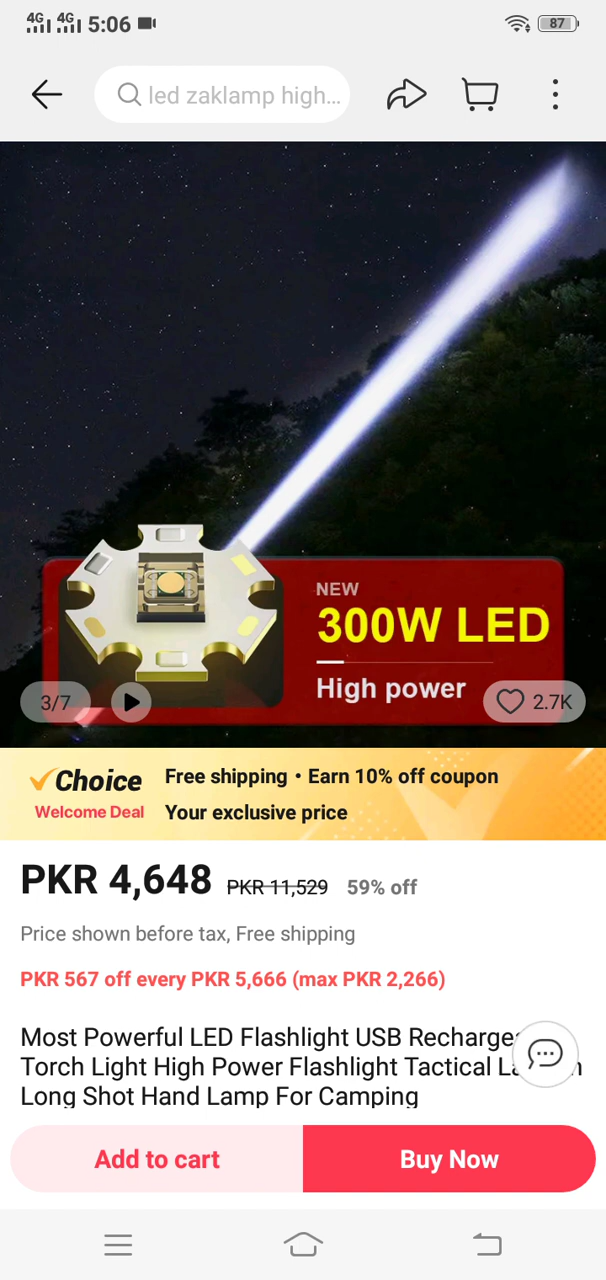 4G 4G 5:06 87
led zaklamp high...
NEW
300W LED
High power
3/7
2.7K
Choice
Free shipping • Earn 10% off coupon
Welcome Deal
Your exclusive price
PKR 4,648 PKR 11,529 59% off
Price shown before tax, Free shipping
PKR 567 off every PKR 5,666 (max PKR 2,266)
Most Powerful LED Flashlight USB
Torch Light High Power Flashlight Tactical
Long Shot Hand Lamp For Camping
Add to cart
Buy Now